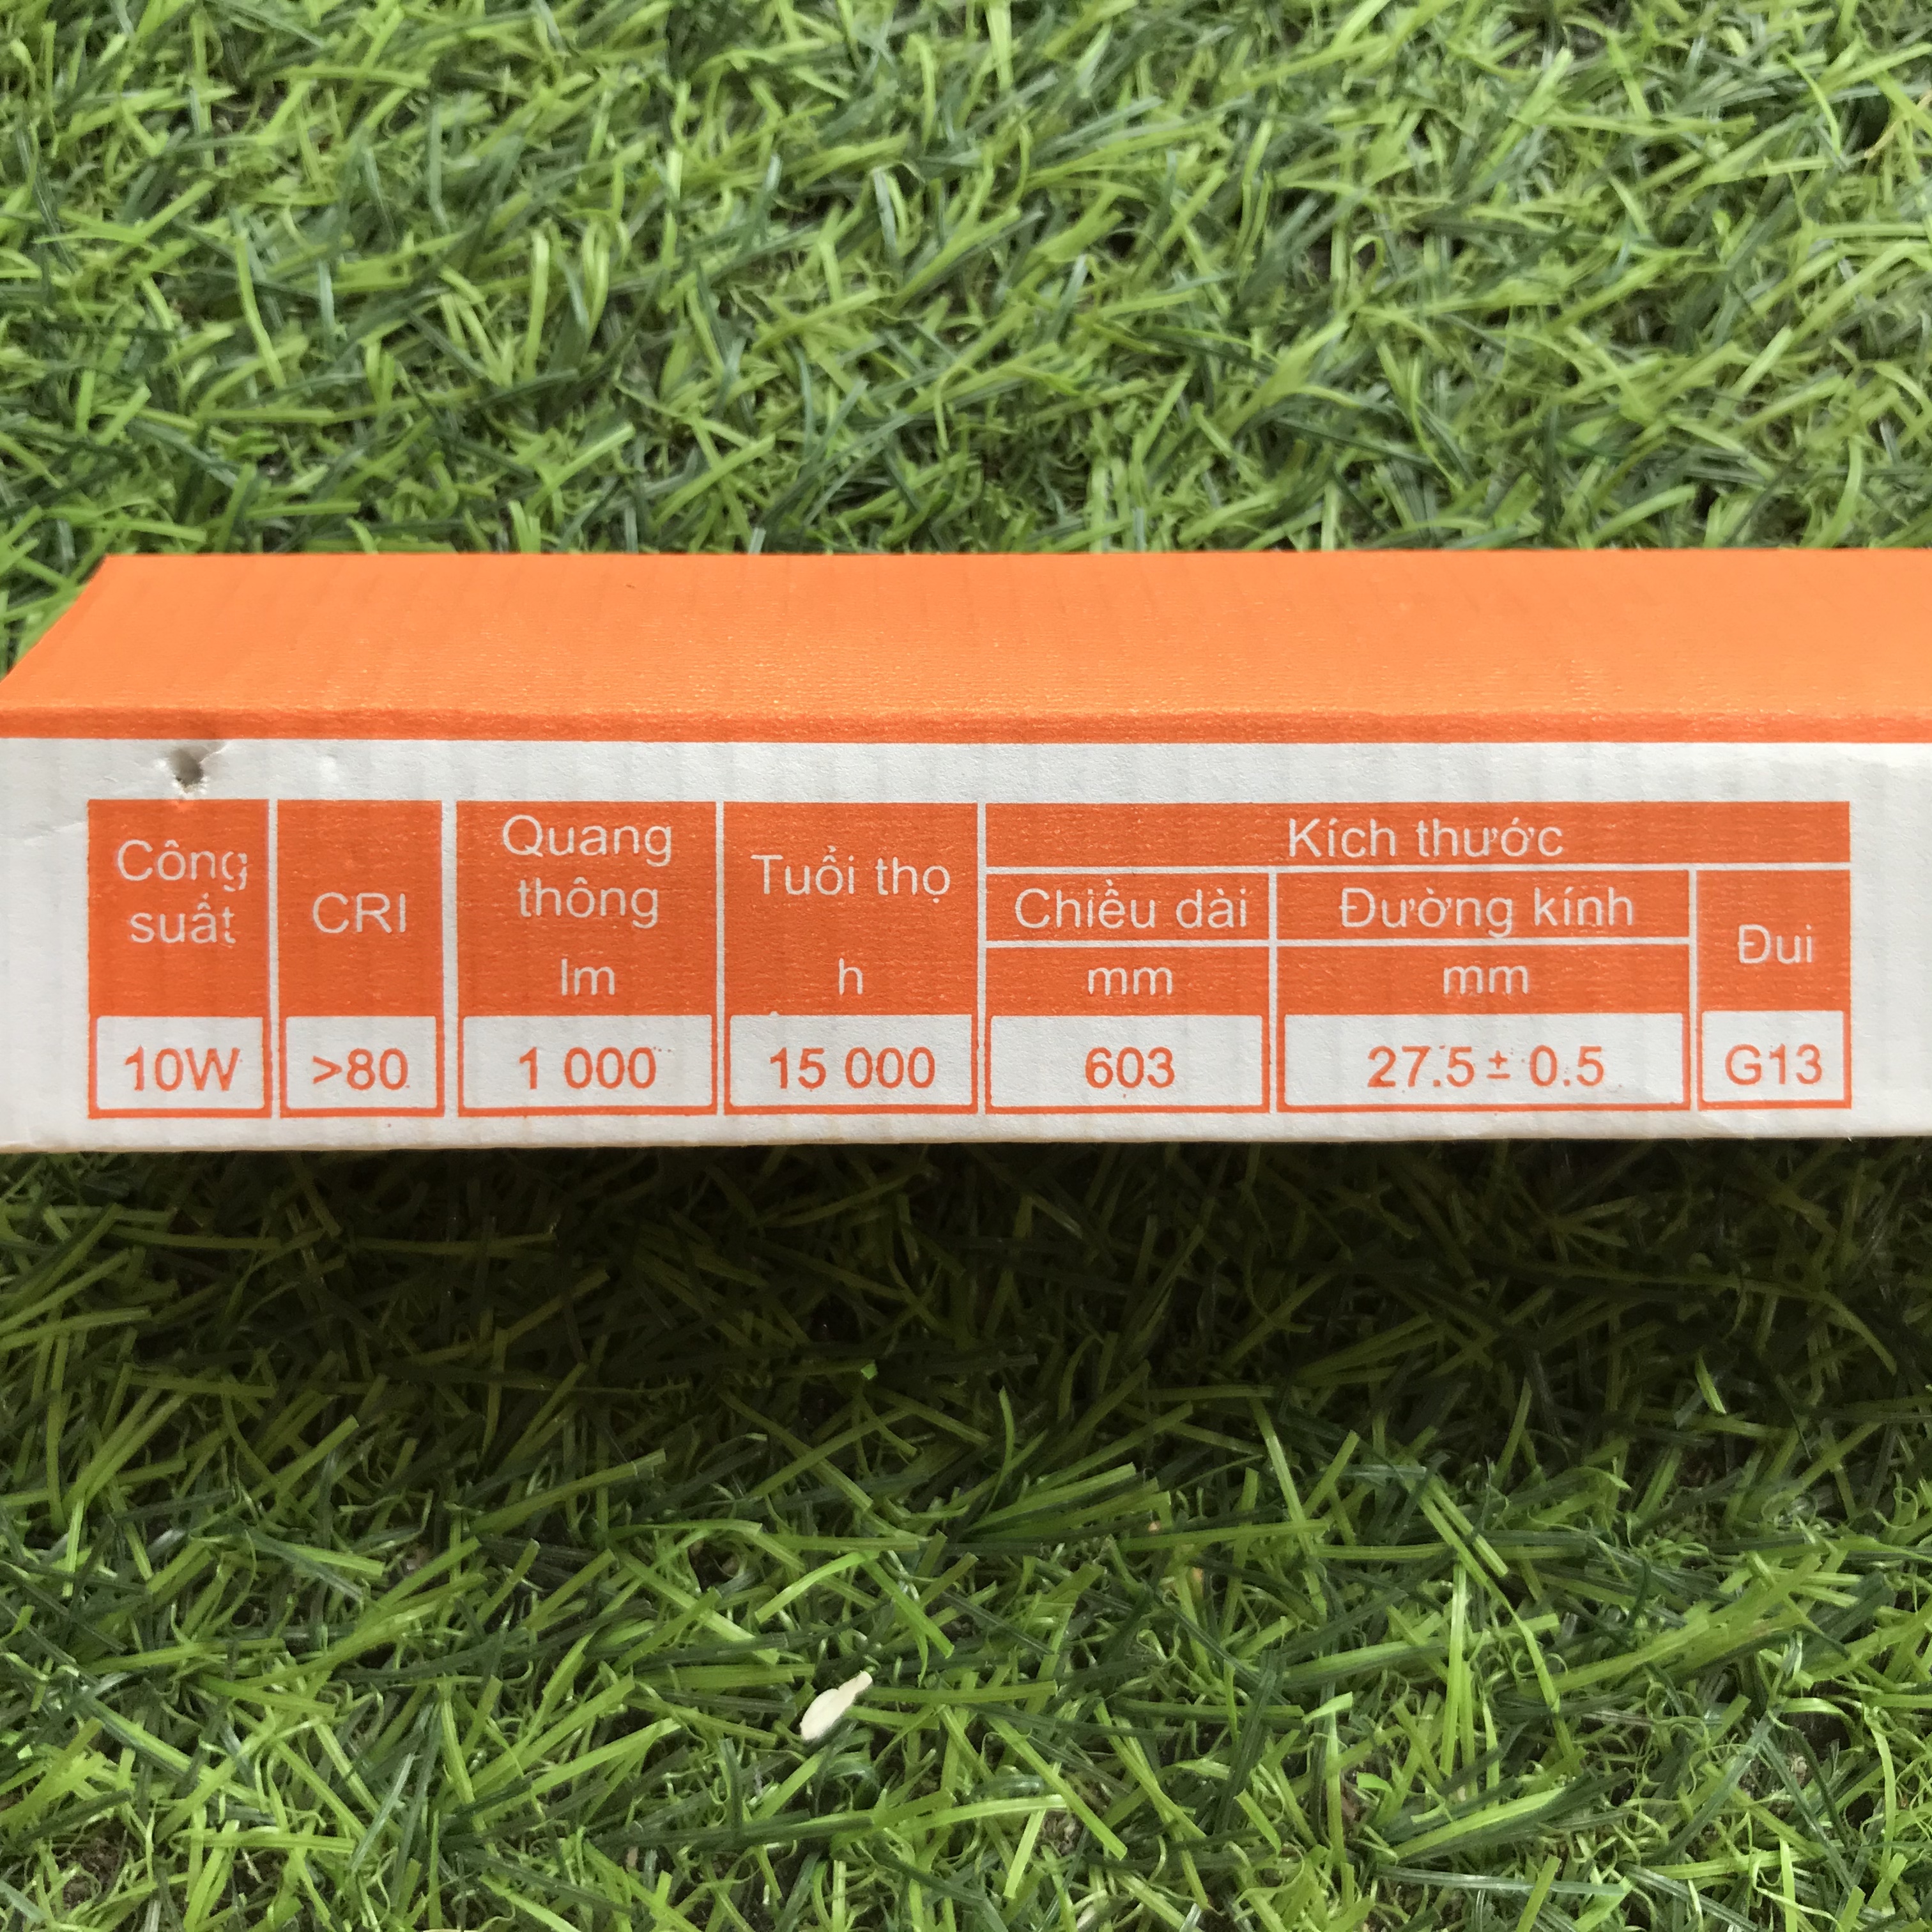 Công
suất
CRI
Quang
thông
lm
Tuổi thọ
h
Kích thước
Chiều dài
mm
Đường kính
mm
Đui
10W
>80
1 000
15 000
603
27.5 ± 0.5
G13